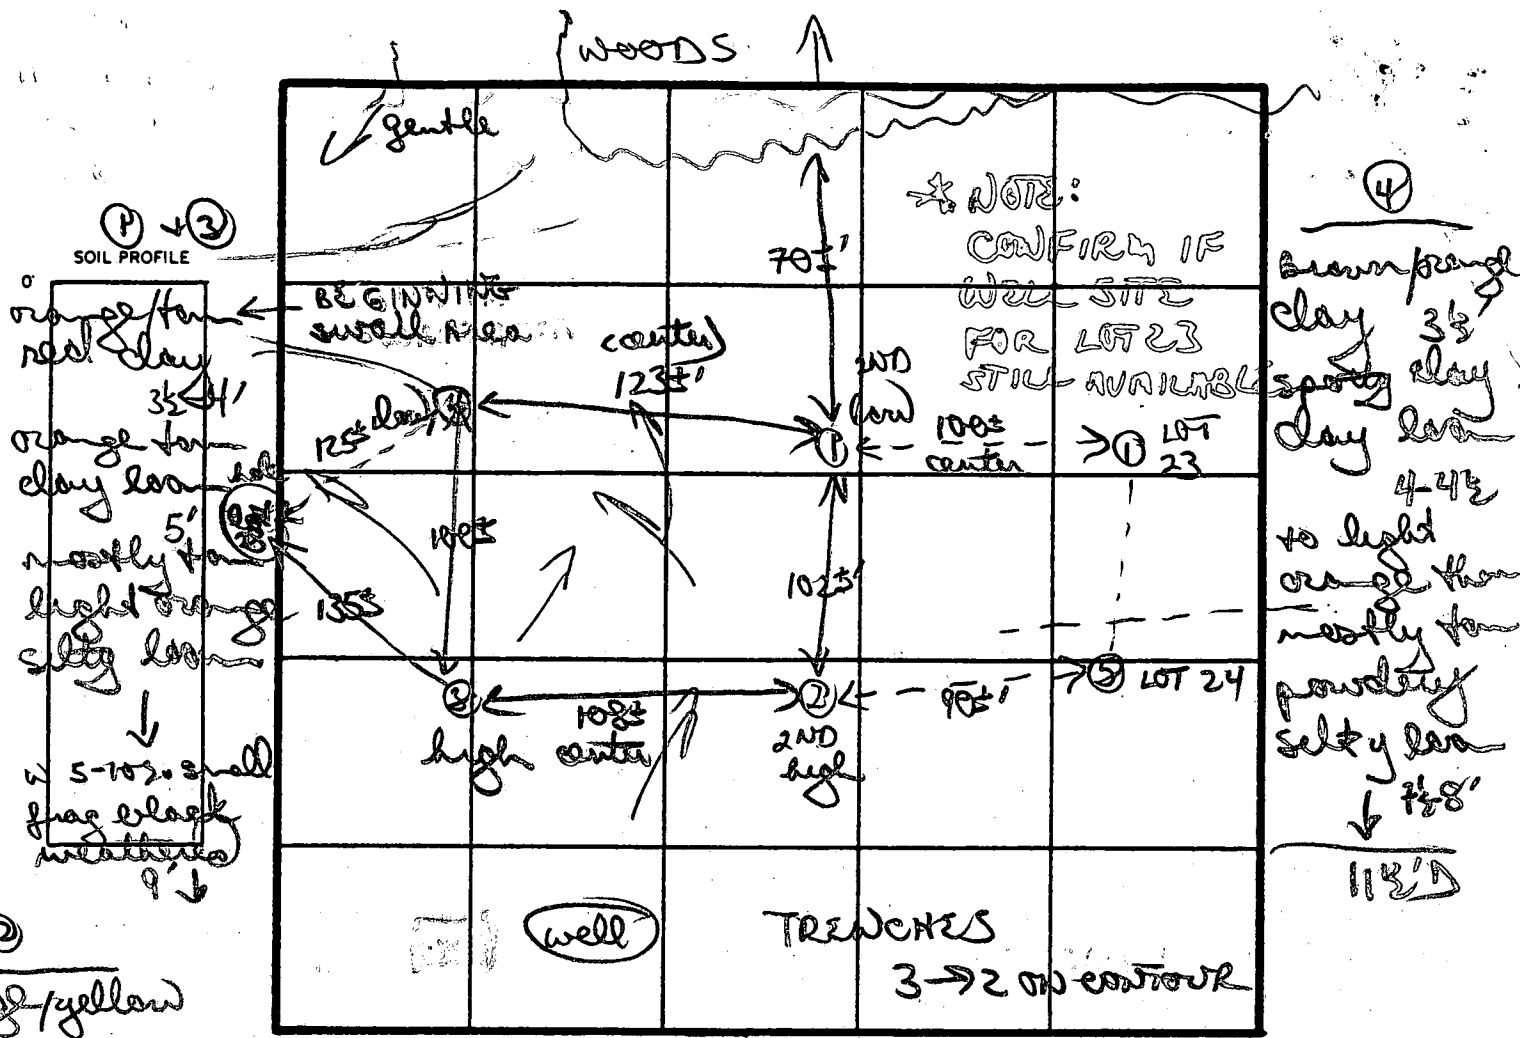 WOODS
gentle
① → ③
SOIL PROFILE
0
orange/tan
red clay
3½-4'
orange tan
clay loam
5'
mostly tan
light orange
silty loam
w 5-10% small
frag black
weathered
9'
②
/yellow
BEGINNING
swale Area
center
123±'
70±'
* NOTE:
CONFIRM IF
WELL SITE
FOR LOT 23
STILL AVAILABLE
2ND
low
low
125±
①
100±
center
① LOT
23
100±
135±
102±'
③
high
108±
center
②
2ND
high
90±'
⑤ LOT 24
well
TRENCHES
3→2 ON CONTOUR
④
Brown/orange
clay 3½'
spotty clay
clay loam
4-4½
to light
orange then
mostly tan
powdery
silty loam
7½-8'
11½'D